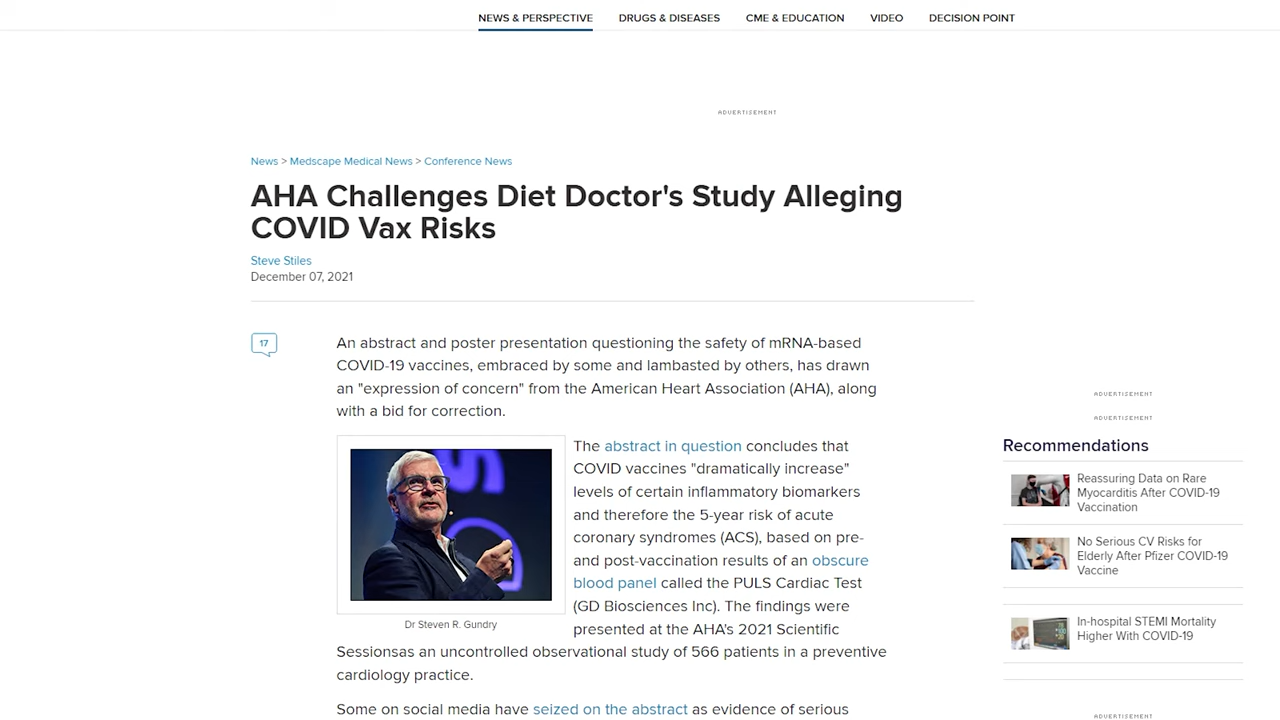 NEWS & PERSPECTIVE
DRUGS & DISEASES
CME & EDUCATION
VIDEO
DECISION POINT
ADVERTISEMENT
News > Medscape Medical News > Conference News
AHA Challenges Diet Doctor's Study Alleging
COVID Vax Risks
Steve Stiles
December 07, 2021
17
An abstract and poster presentation questioning the safety of mRNA-based
COVID-19 vaccines, embraced by some and lambasted by others, has drawn
an "expression of concern" from the American Heart Association (AHA), along
with a bid for correction.
The abstract in question concludes that
COVID vaccines "dramatically increase"
levels of certain inflammatory biomarkers
and therefore the 5-year risk of acute
coronary syndromes (ACS), based on pre-
and post-vaccination results of an obscure
blood panel called the PULS Cardiac Test
(GD Biosciences Inc). The findings were
presented at the AHA's 2021 Scientific
Dr Steven R. Gundry
Sessionsas an uncontrolled observational study of 566 patients in a preventive
cardiology practice.
Some on social media have seized on the abstract as evidence of serious
ADVERTISEMENT
ADVERTISEMENT
Recommendations
Reassuring Data on Rare
Myocarditis After COVID-19
Vaccination
No Serious CV Risks for
Elderly After Pfizer COVID-19
Vaccine
In-hospital STEMI Mortality
Higher With COVID-19
ADVERTISEMENT